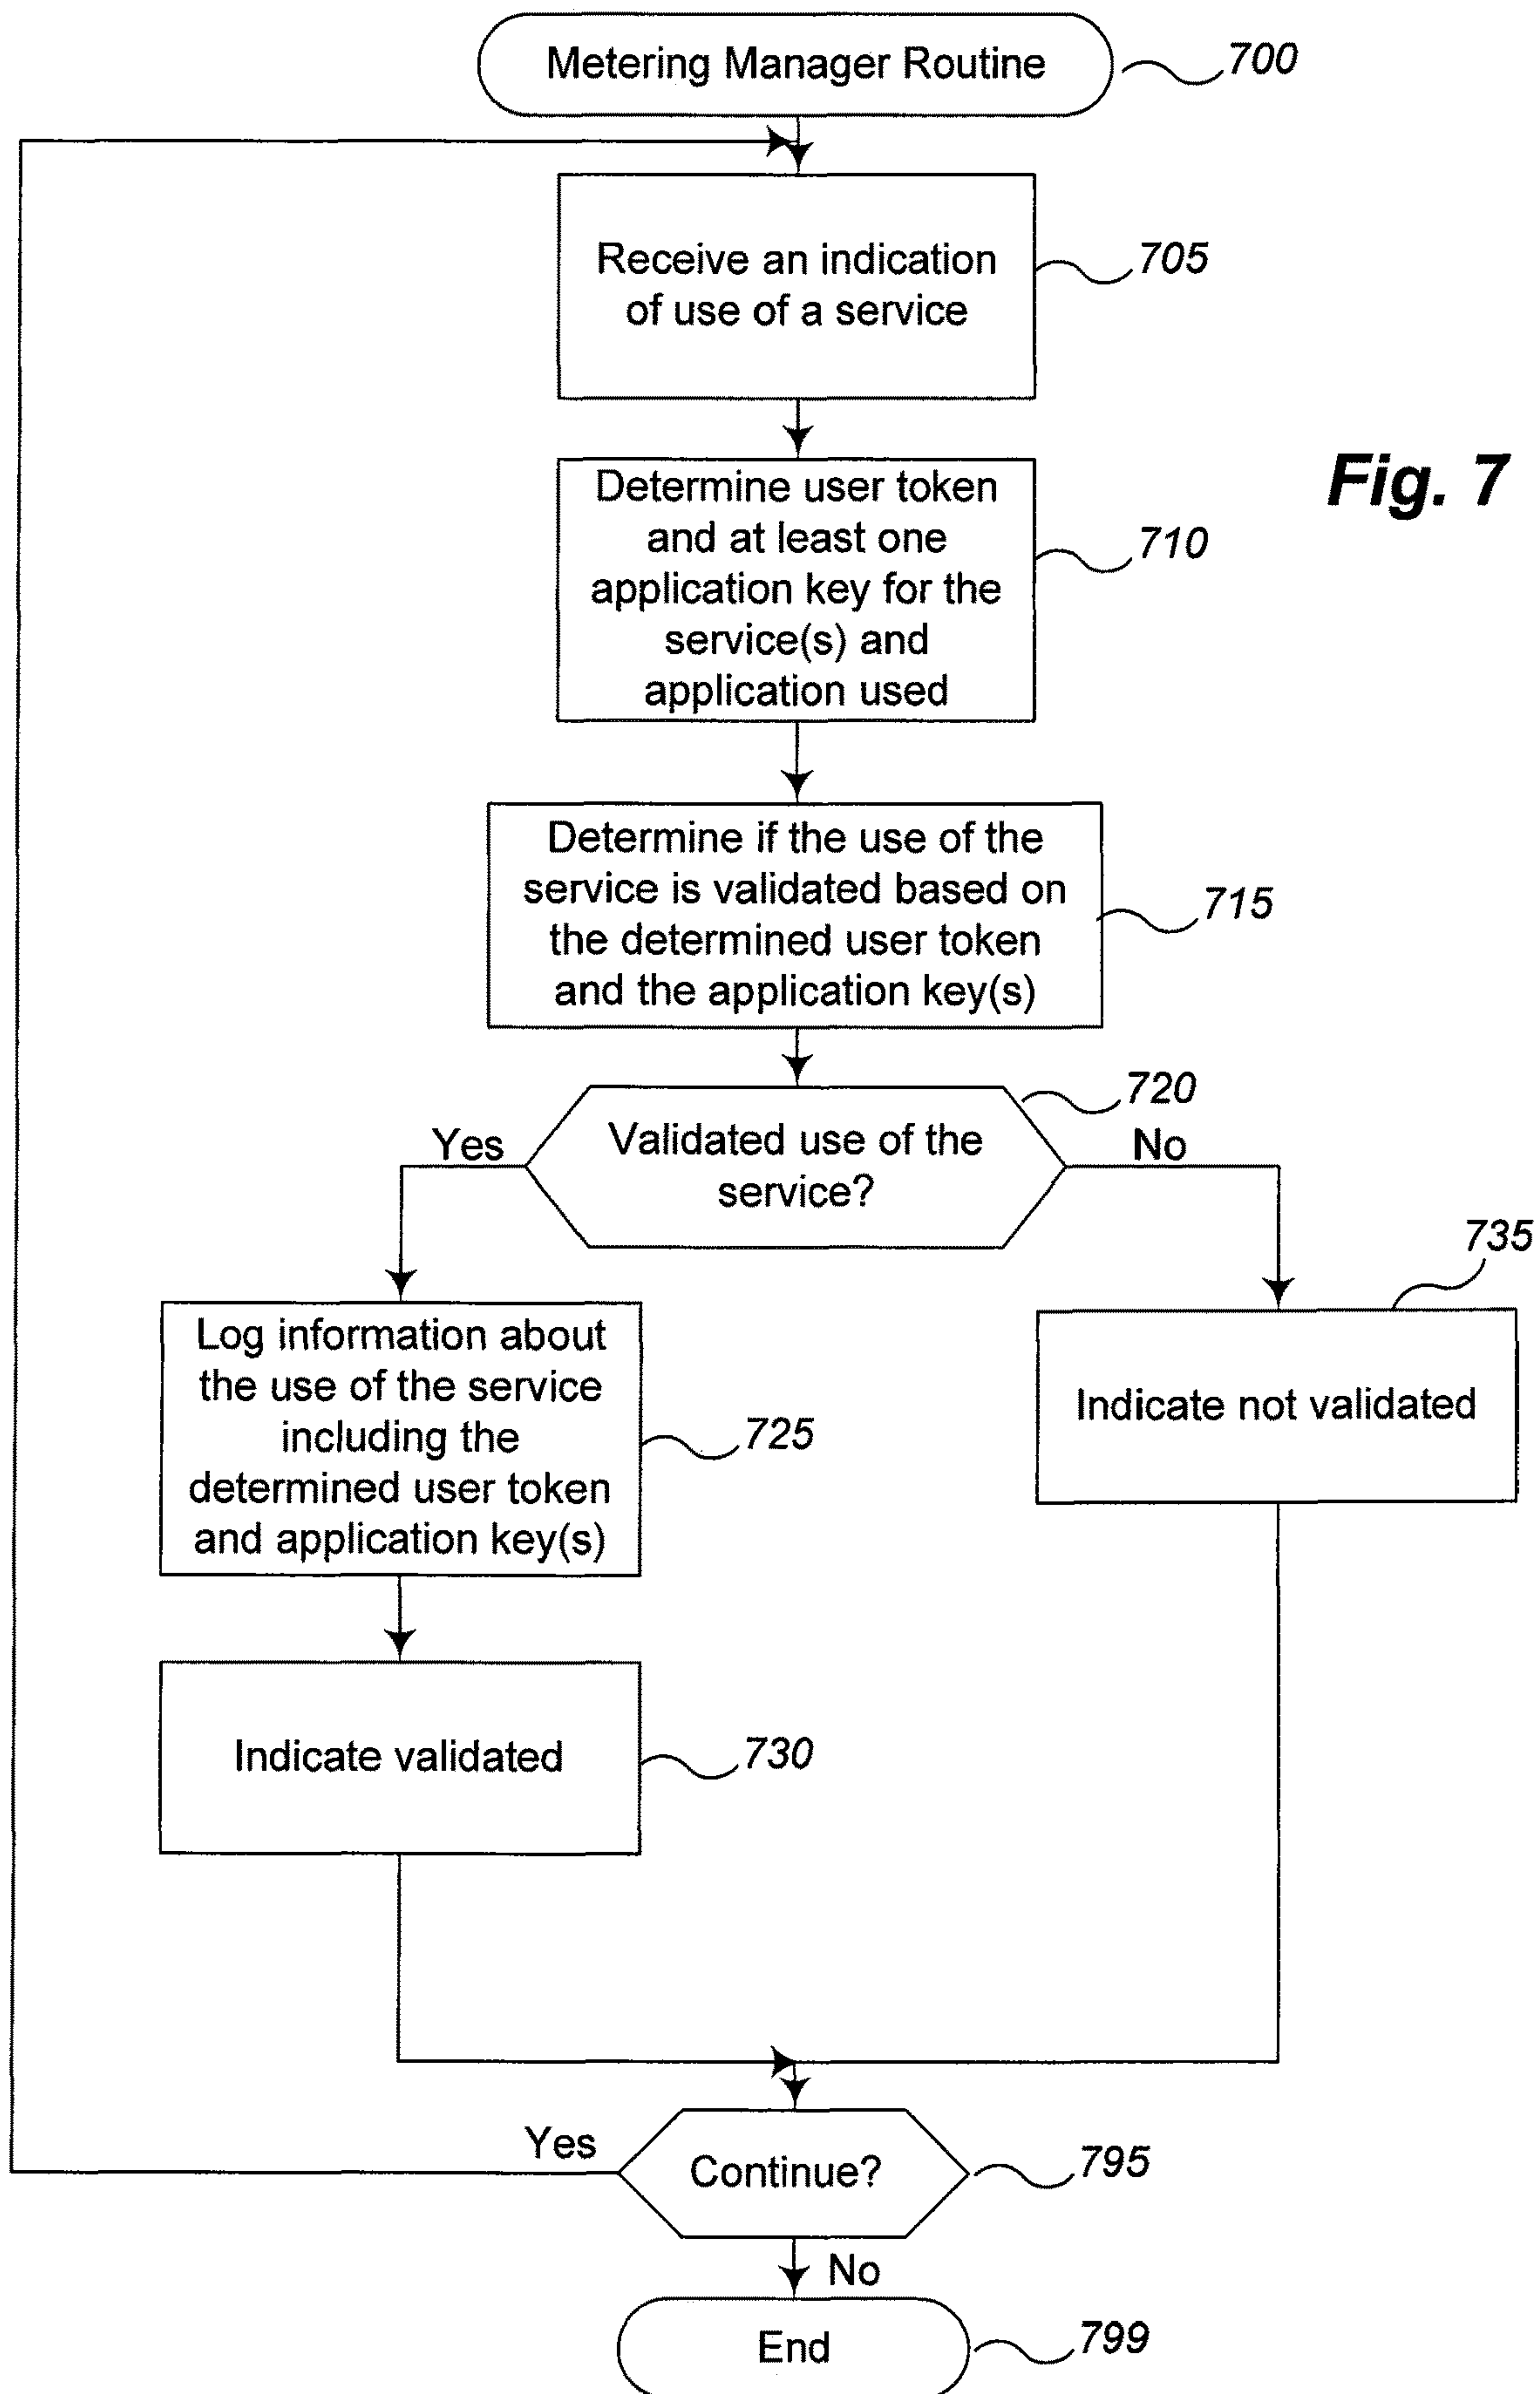 Metering Manager Routine
700
Receive an indication
of use of a service
705
Fig. 7
Determine user token
and at least one
application key for the
service(s) and
application used
710
Determine if the use of the
service is validated based on
the determined user token
and the application key(s)
715
720
Yes
Validated use of the
service?
No
735
Log information about
the use of the service
including the
determined user token
and application key(s)
725
Indicate not validated
Indicate validated
730
Yes
Continue?
795
No
End
799